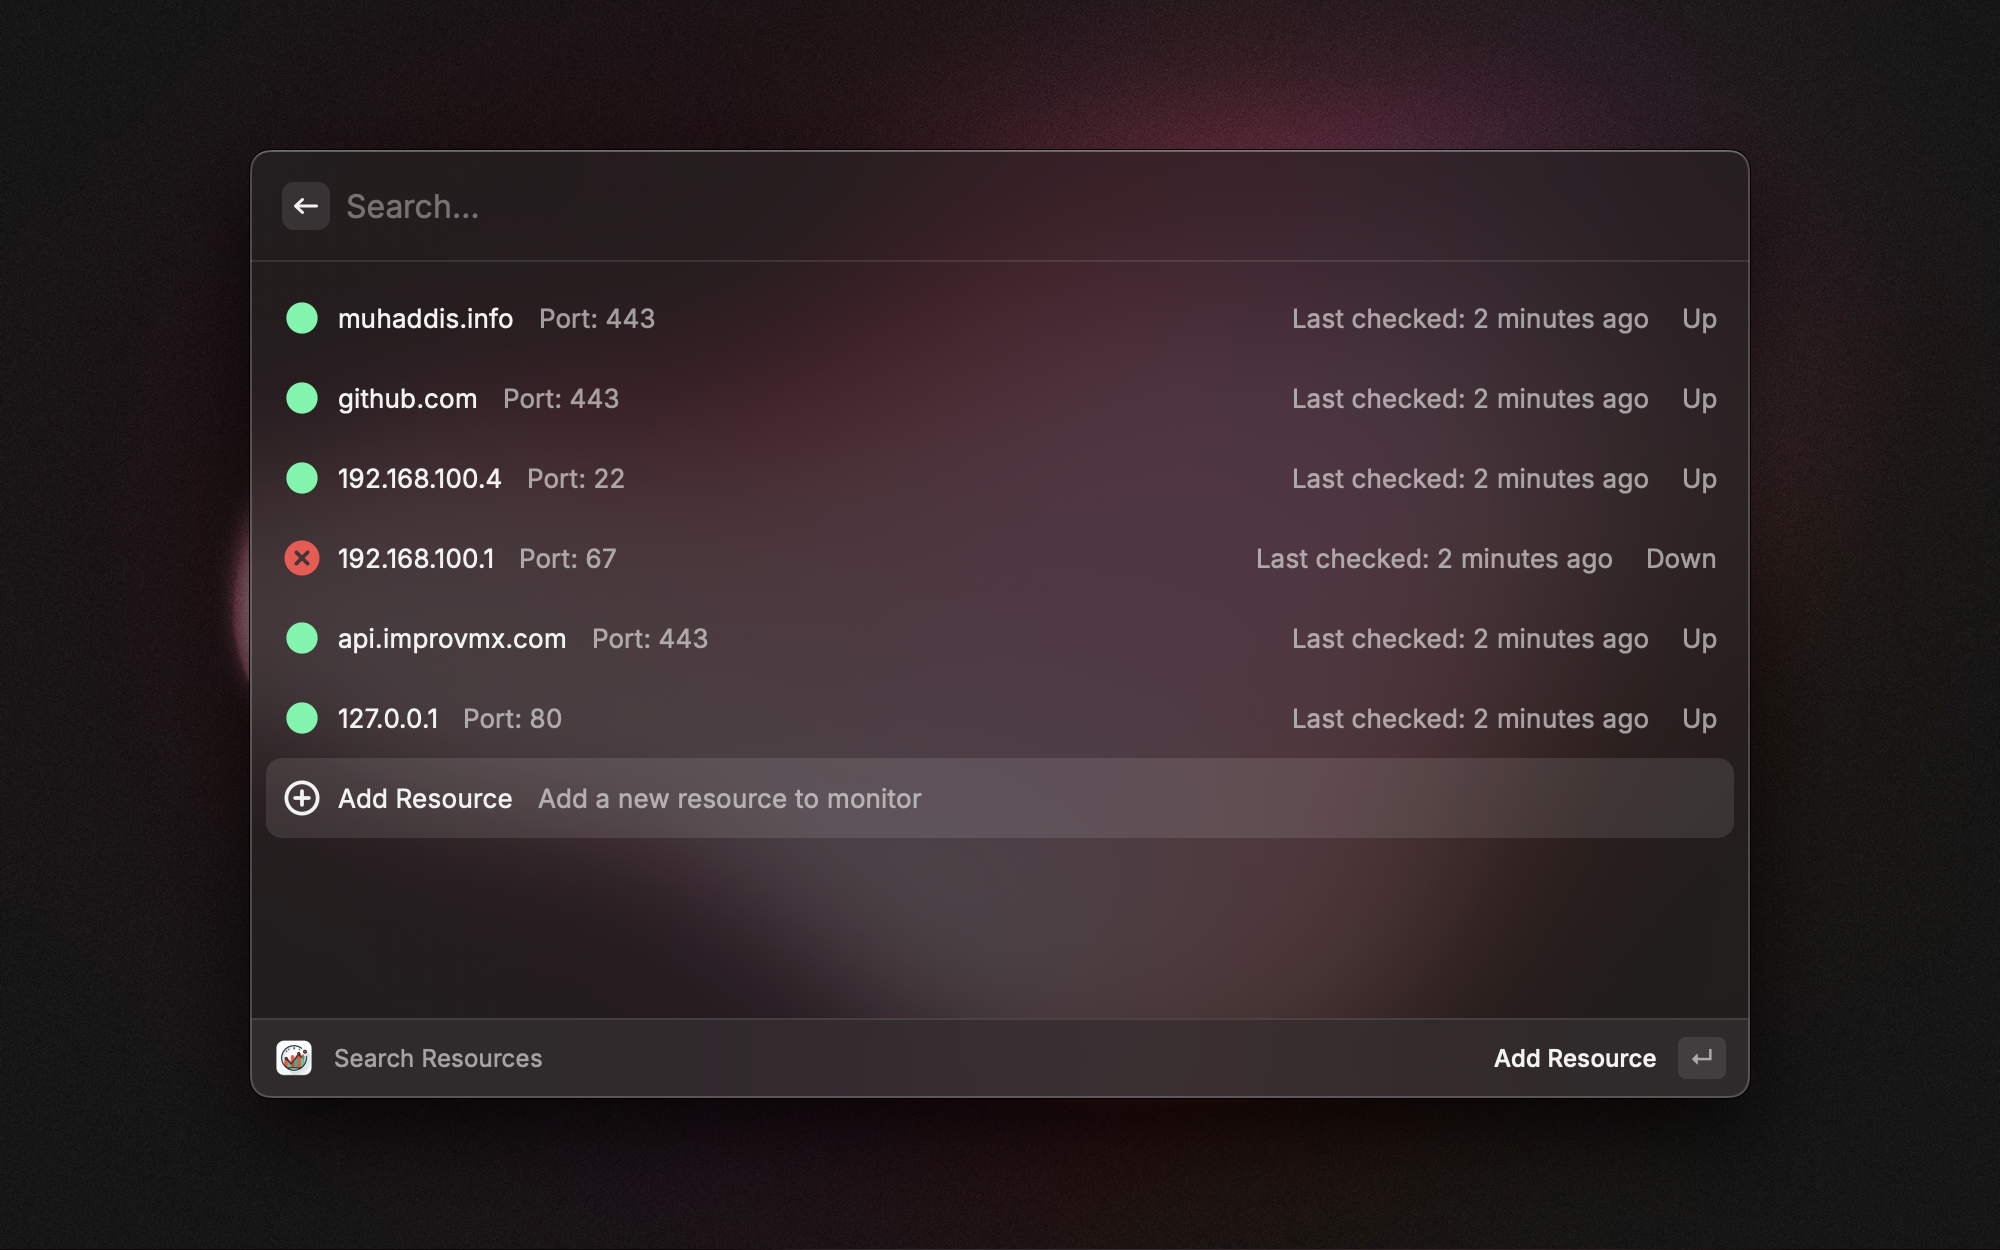 Search...
muhaddis.info Port: 443 Last checked: 2 minutes ago Up
github.com Port: 443 Last checked: 2 minutes ago Up
192.168.100.4 Port: 22 Last checked: 2 minutes ago Up
192.168.100.1 Port: 67 Last checked: 2 minutes ago Down
api.improvmx.com Port: 443 Last checked: 2 minutes ago Up
127.0.0.1 Port: 80 Last checked: 2 minutes ago Up
Add Resource Add a new resource to monitor
Search Resources Add Resource